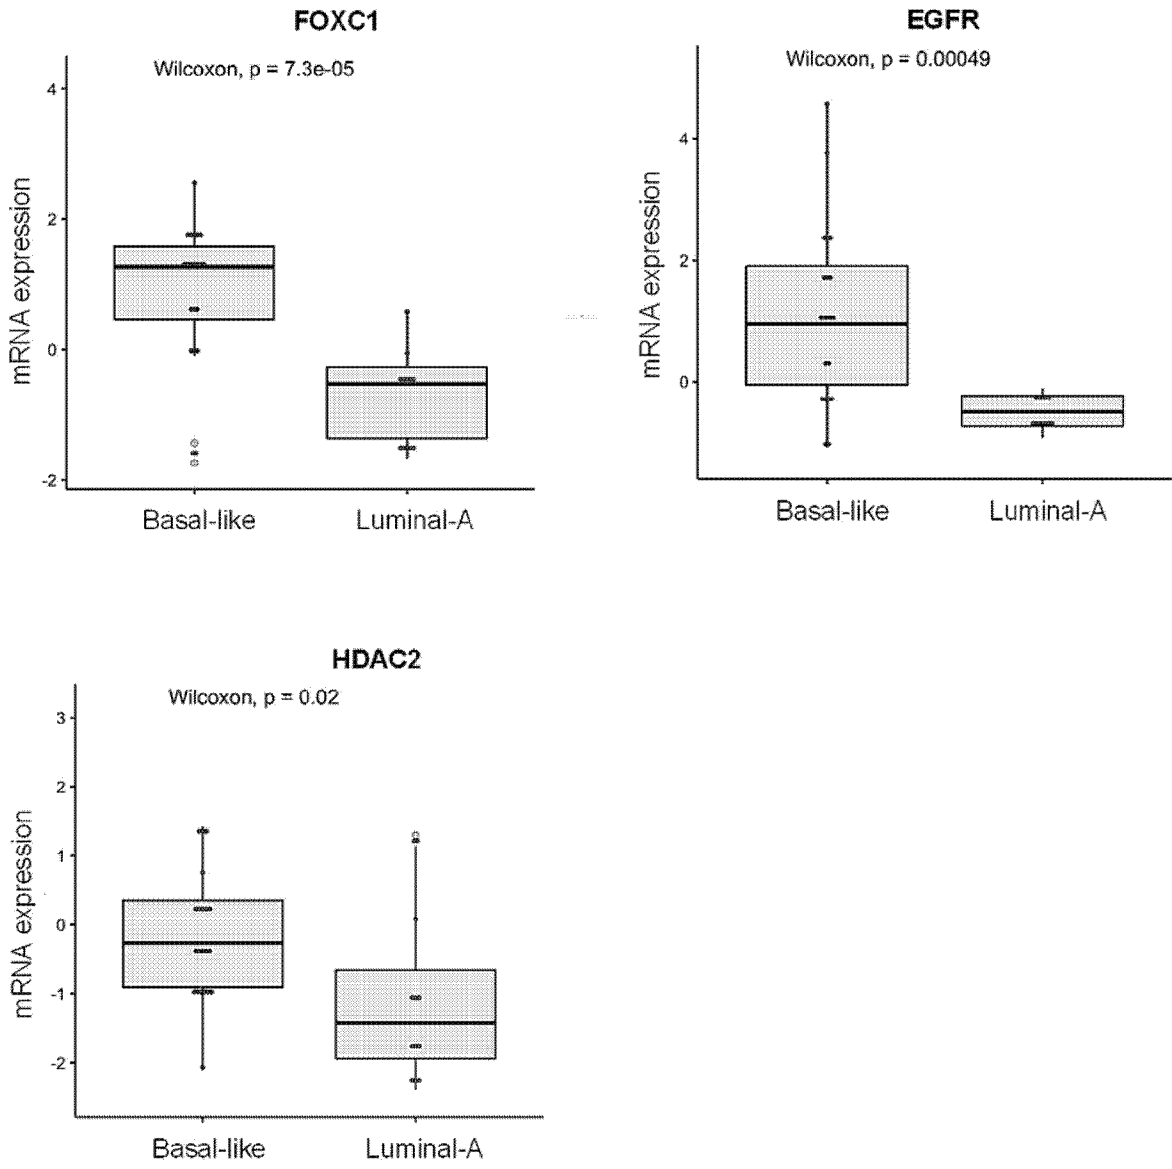 FOXC1
Wilcoxon, p = 7.3e-05
mRNA expression
4
2
0
-2
Basal-like
Luminal-A
EGFR
Wilcoxon, p = 0.00049
mRNA expression
4
2
0
Basal-like
Luminal-A
HDAC2
Wilcoxon, p = 0.02
mRNA expression
3
2
1
0
-1
-2
Basal-like
Luminal-A